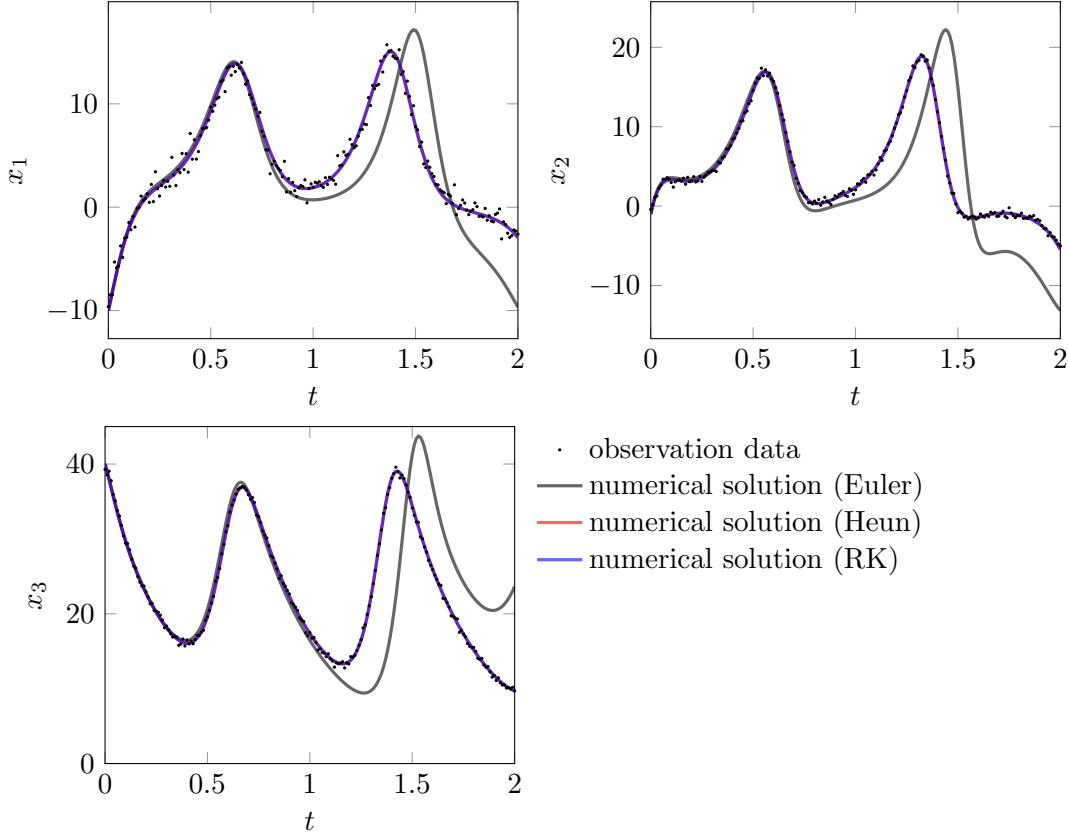 10
0
−10
x1
0
0.5
1
1.5
2
t
20
10
0
−10
x2
0
0.5
1
1.5
2
t
40
20
0
x3
0
0.5
1
1.5
2
t
observation data
numerical solution (Euler)
numerical solution (Heun)
numerical solution (RK)